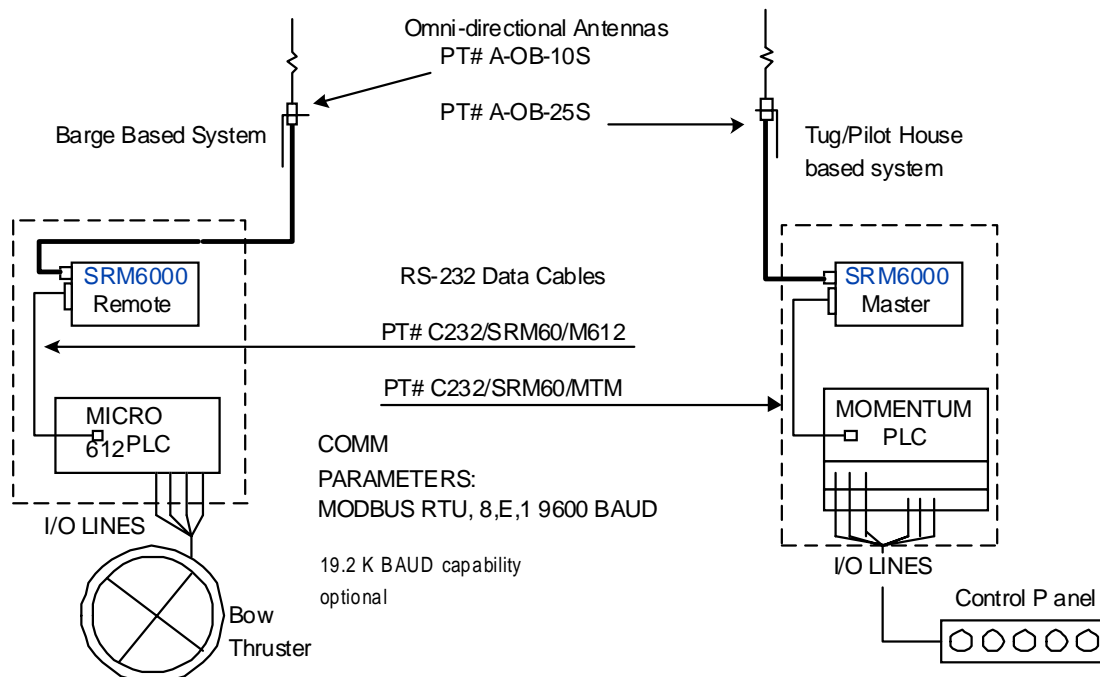 Omni-directional Antennas
PT# A-OB-10S
PT# A-OB-25S
Barge Based System
Tug/Pilot House
based system
SRM6000
Remote
RS-232 Data Cables
SRM6000
Master
PT# C232/SRM60/M612
PT# C232/SRM60/MTM
MICRO
612 PLC
MOMENTUM
PLC
COMM
PARAMETERS:
MODBUS RTU, 8,E,1 9600 BAUD
I/O LINES
19.2 K BAUD capability
optional
I/O LINES
Bow
Thruster
Control Panel